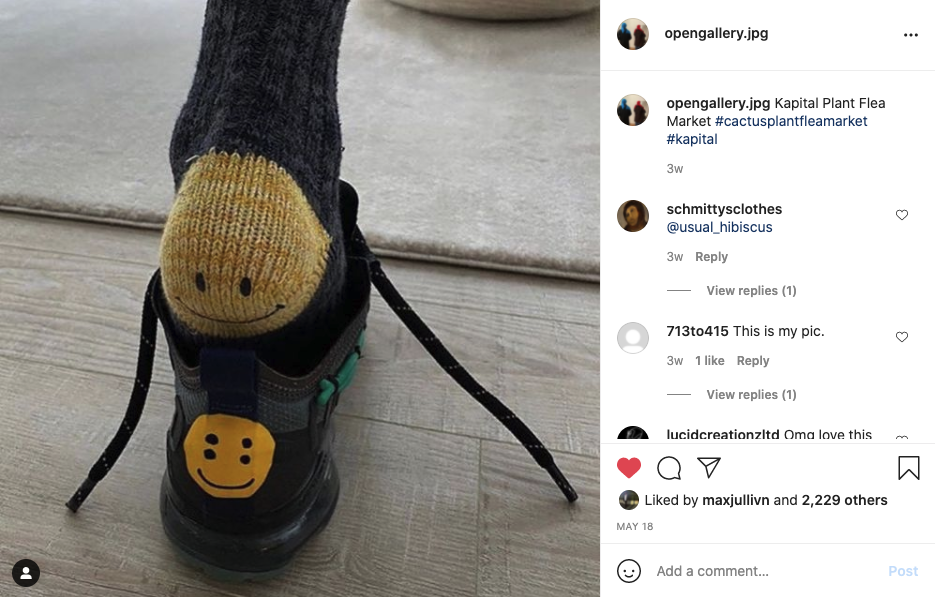 opengallery.jpg
opengallery.jpg Kapital Plant Flea
Market #cactusplantfleamarket
#kapital
3w
schmittysclothes
@usual_hibiscus
3w Reply
View replies (1)
713to415 This is my pic.
3w 1 like Reply
View replies (1)
lucidcreationzltd Omg love this
Liked by maxjullivn and 2,229 others
MAY 18
Add a comment...
Post